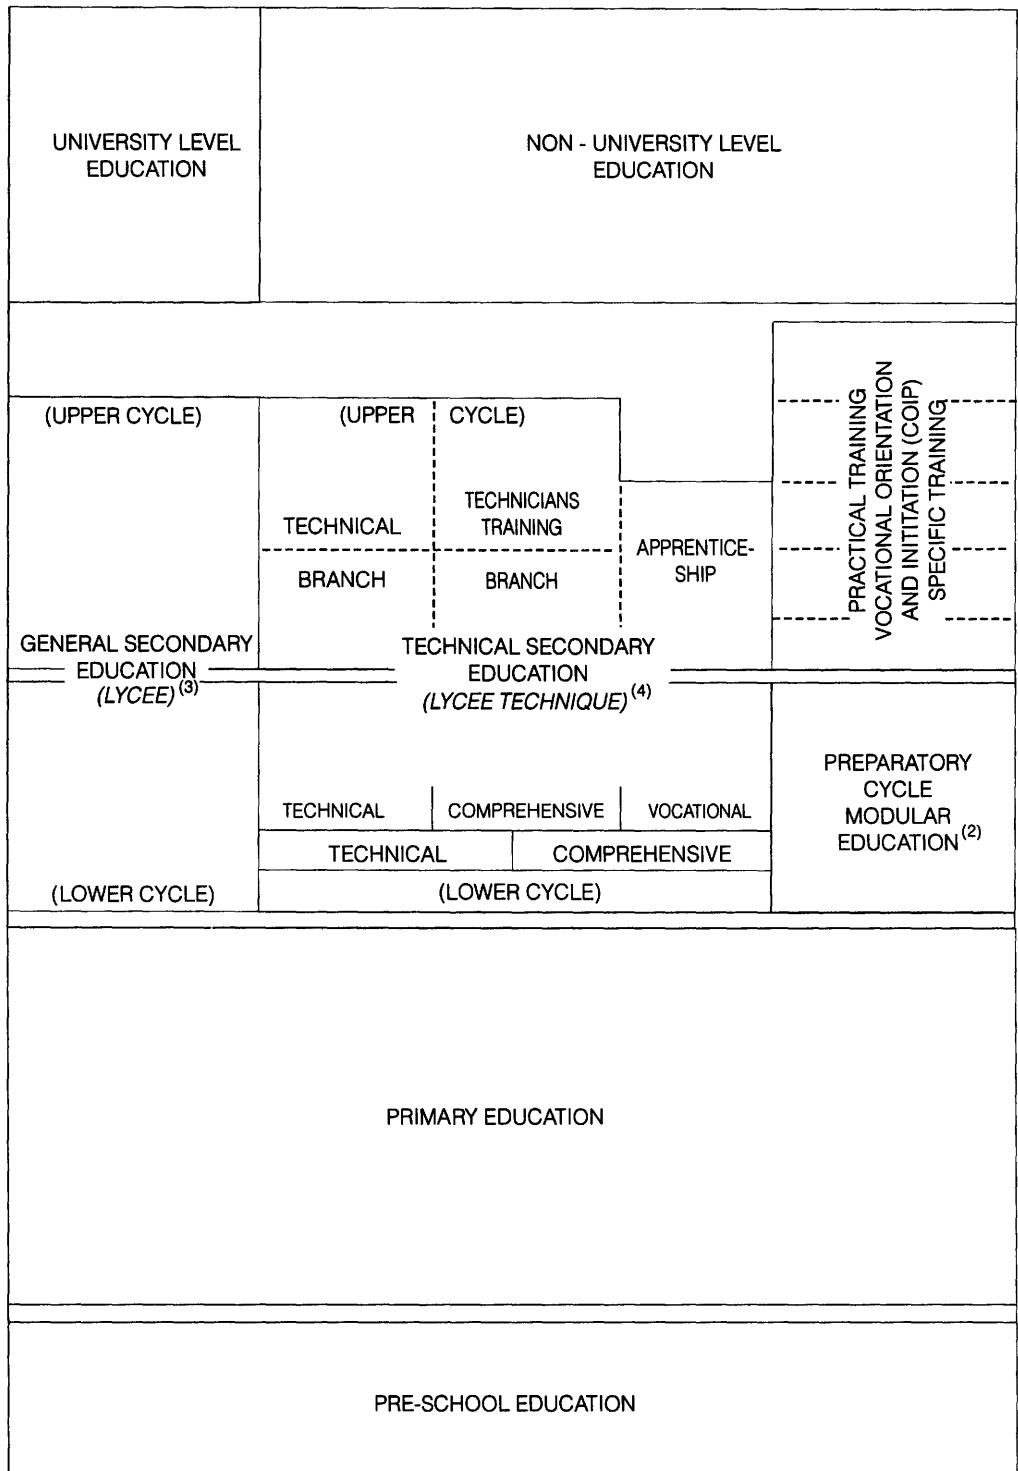 UNIVERSITY LEVEL
EDUCATION
NON - UNIVERSITY LEVEL
EDUCATION
(UPPER CYCLE)
(UPPER CYCLE)
TECHNICAL
BRANCH
TECHNICIANS
TRAINING
BRANCH
APPRENTICE-
SHIP
PRACTICAL TRAINING
VOCATIONAL ORIENTATION
AND INITITATION (COIP)
SPECIFIC TRAINING
GENERAL SECONDARY
EDUCATION
(LYCEE) (3)
TECHNICAL SECONDARY
EDUCATION
(LYCEE TECHNIQUE) (4)
PREPARATORY
CYCLE
MODULAR
EDUCATION (2)
TECHNICAL
COMPREHENSIVE
VOCATIONAL
TECHNICAL
COMPREHENSIVE
(LOWER CYCLE)
(LOWER CYCLE)
PRIMARY EDUCATION
PRE-SCHOOL EDUCATION